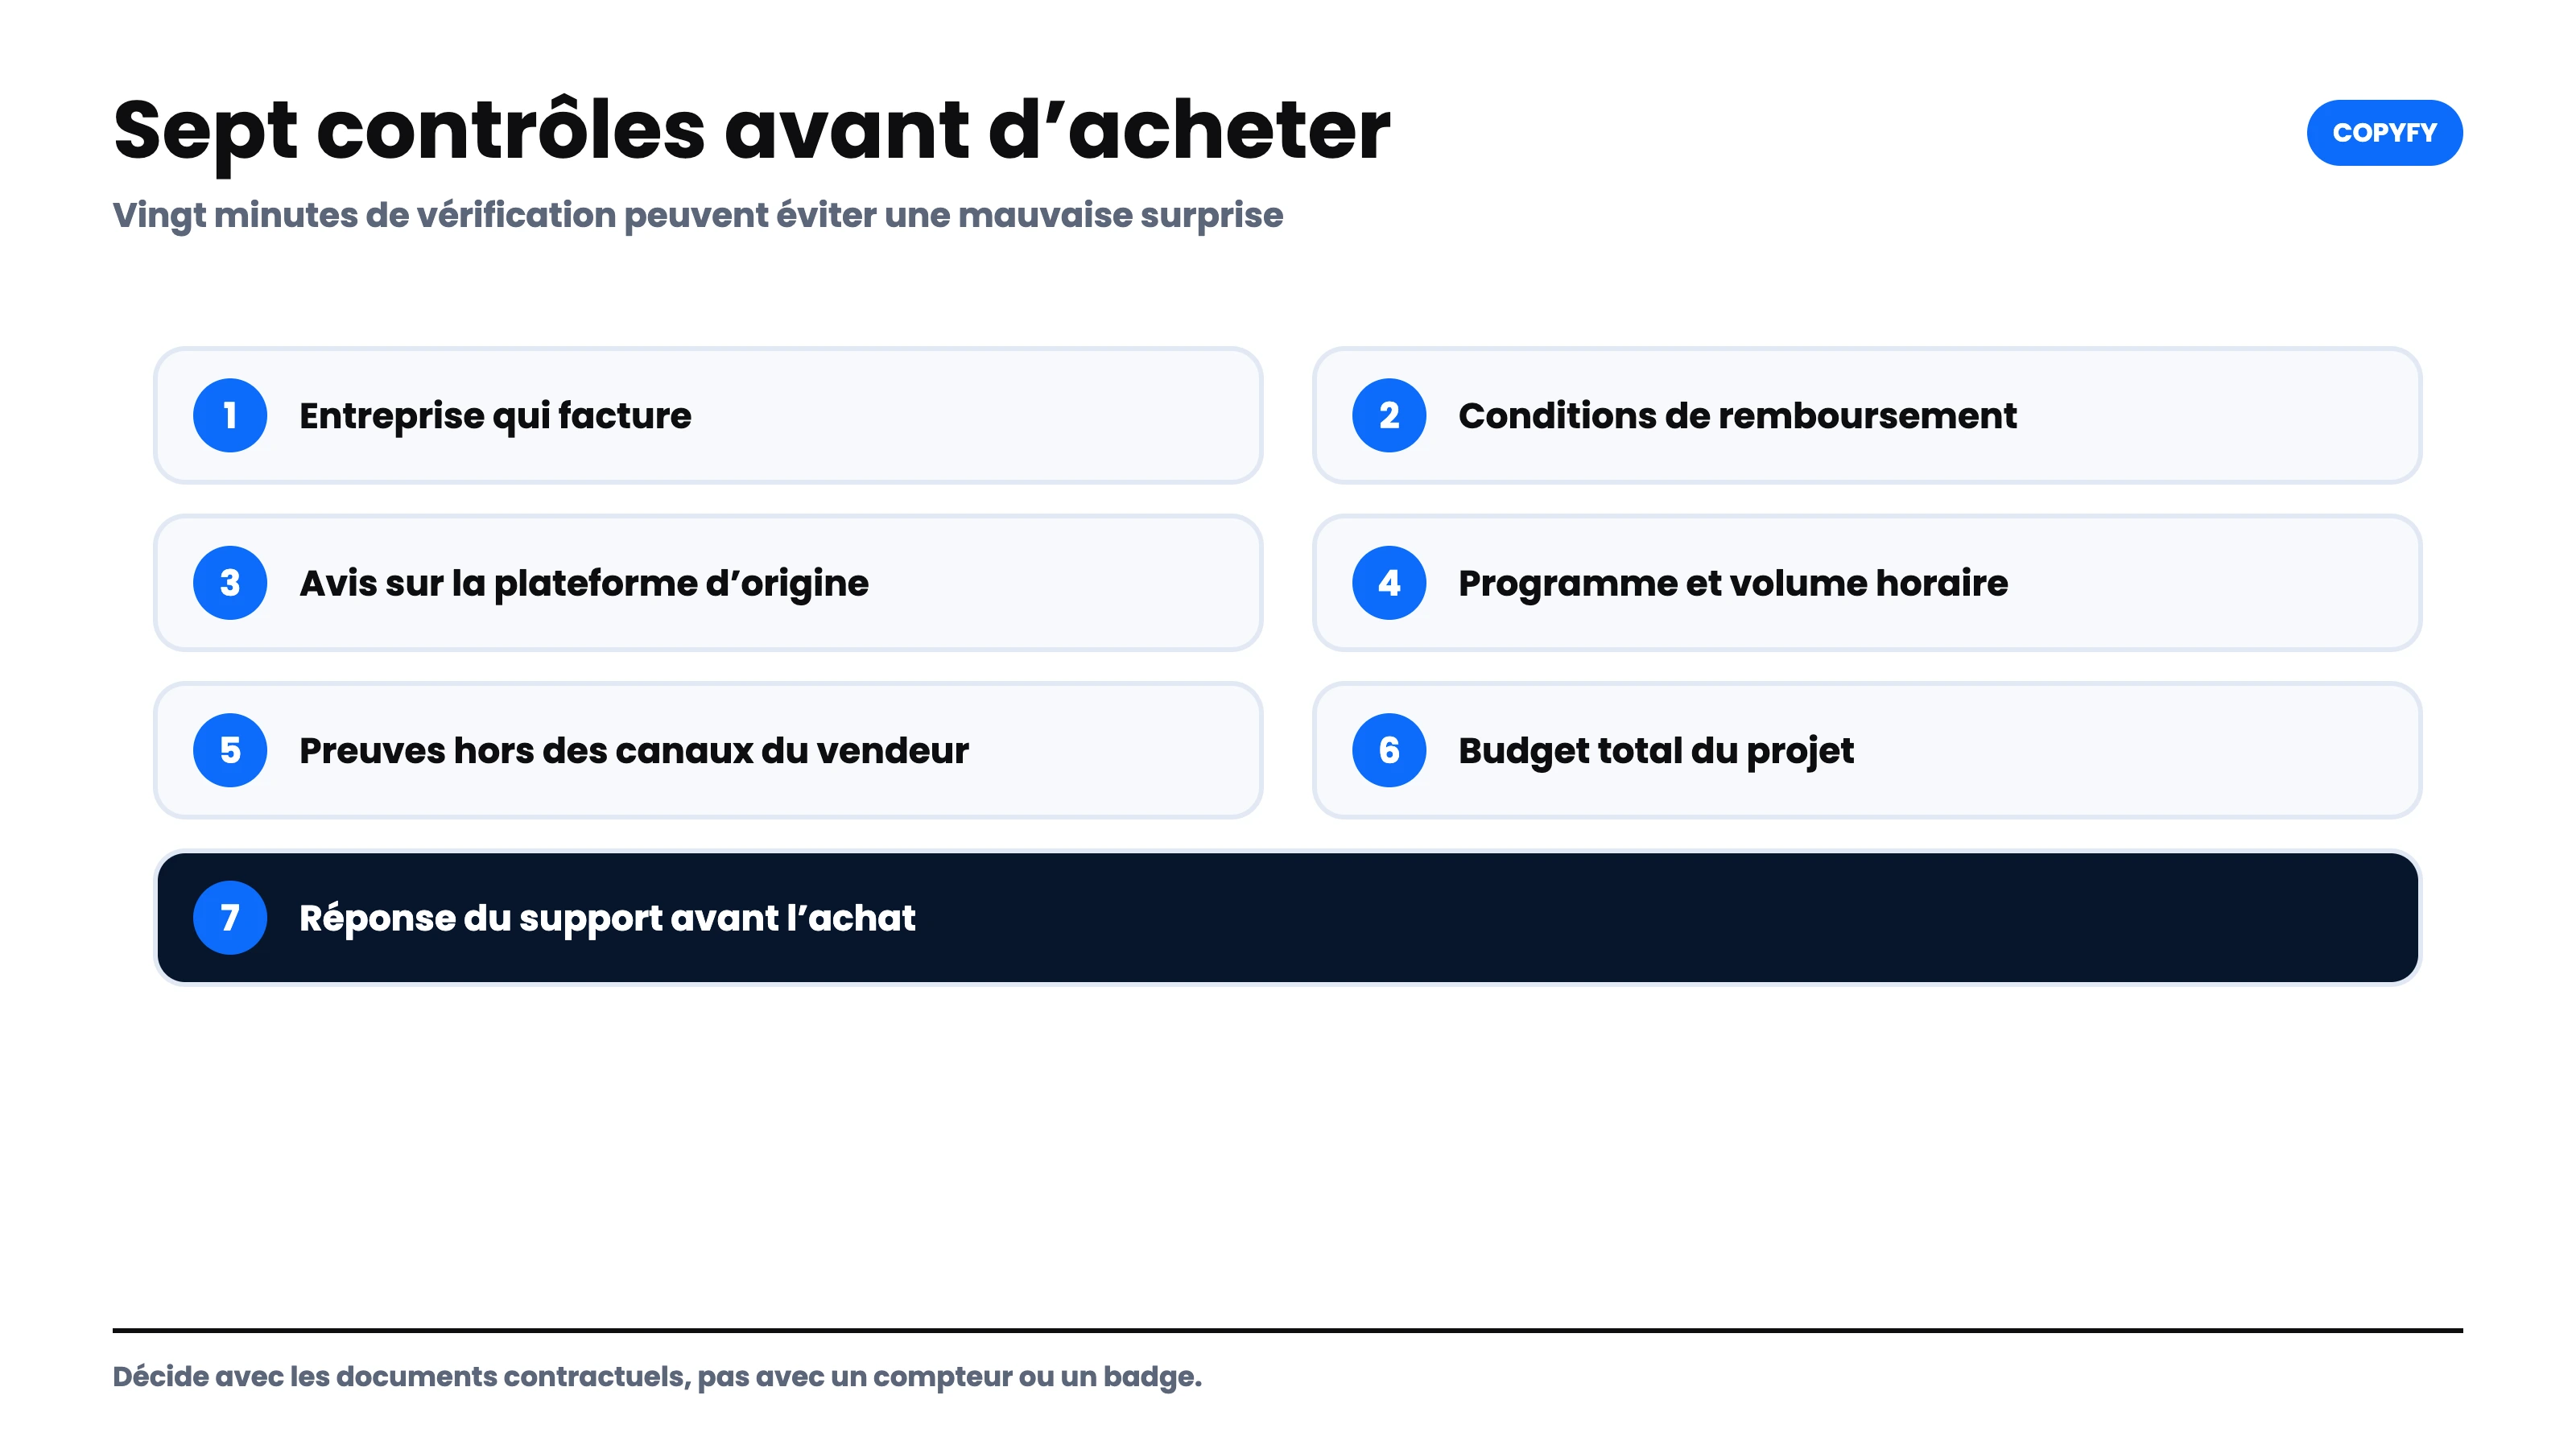 Sept contrôles avant d’acheter
COPYFY
Vingt minutes de vérification peuvent éviter une mauvaise surprise
1 Entreprise qui facture
2 Conditions de remboursement
3 Avis sur la plateforme d’origine
4 Programme et volume horaire
5 Preuves hors des canaux du vendeur
6 Budget total du projet
7 Réponse du support avant l’achat
Décide avec les documents contractuels, pas avec un compteur ou un badge.